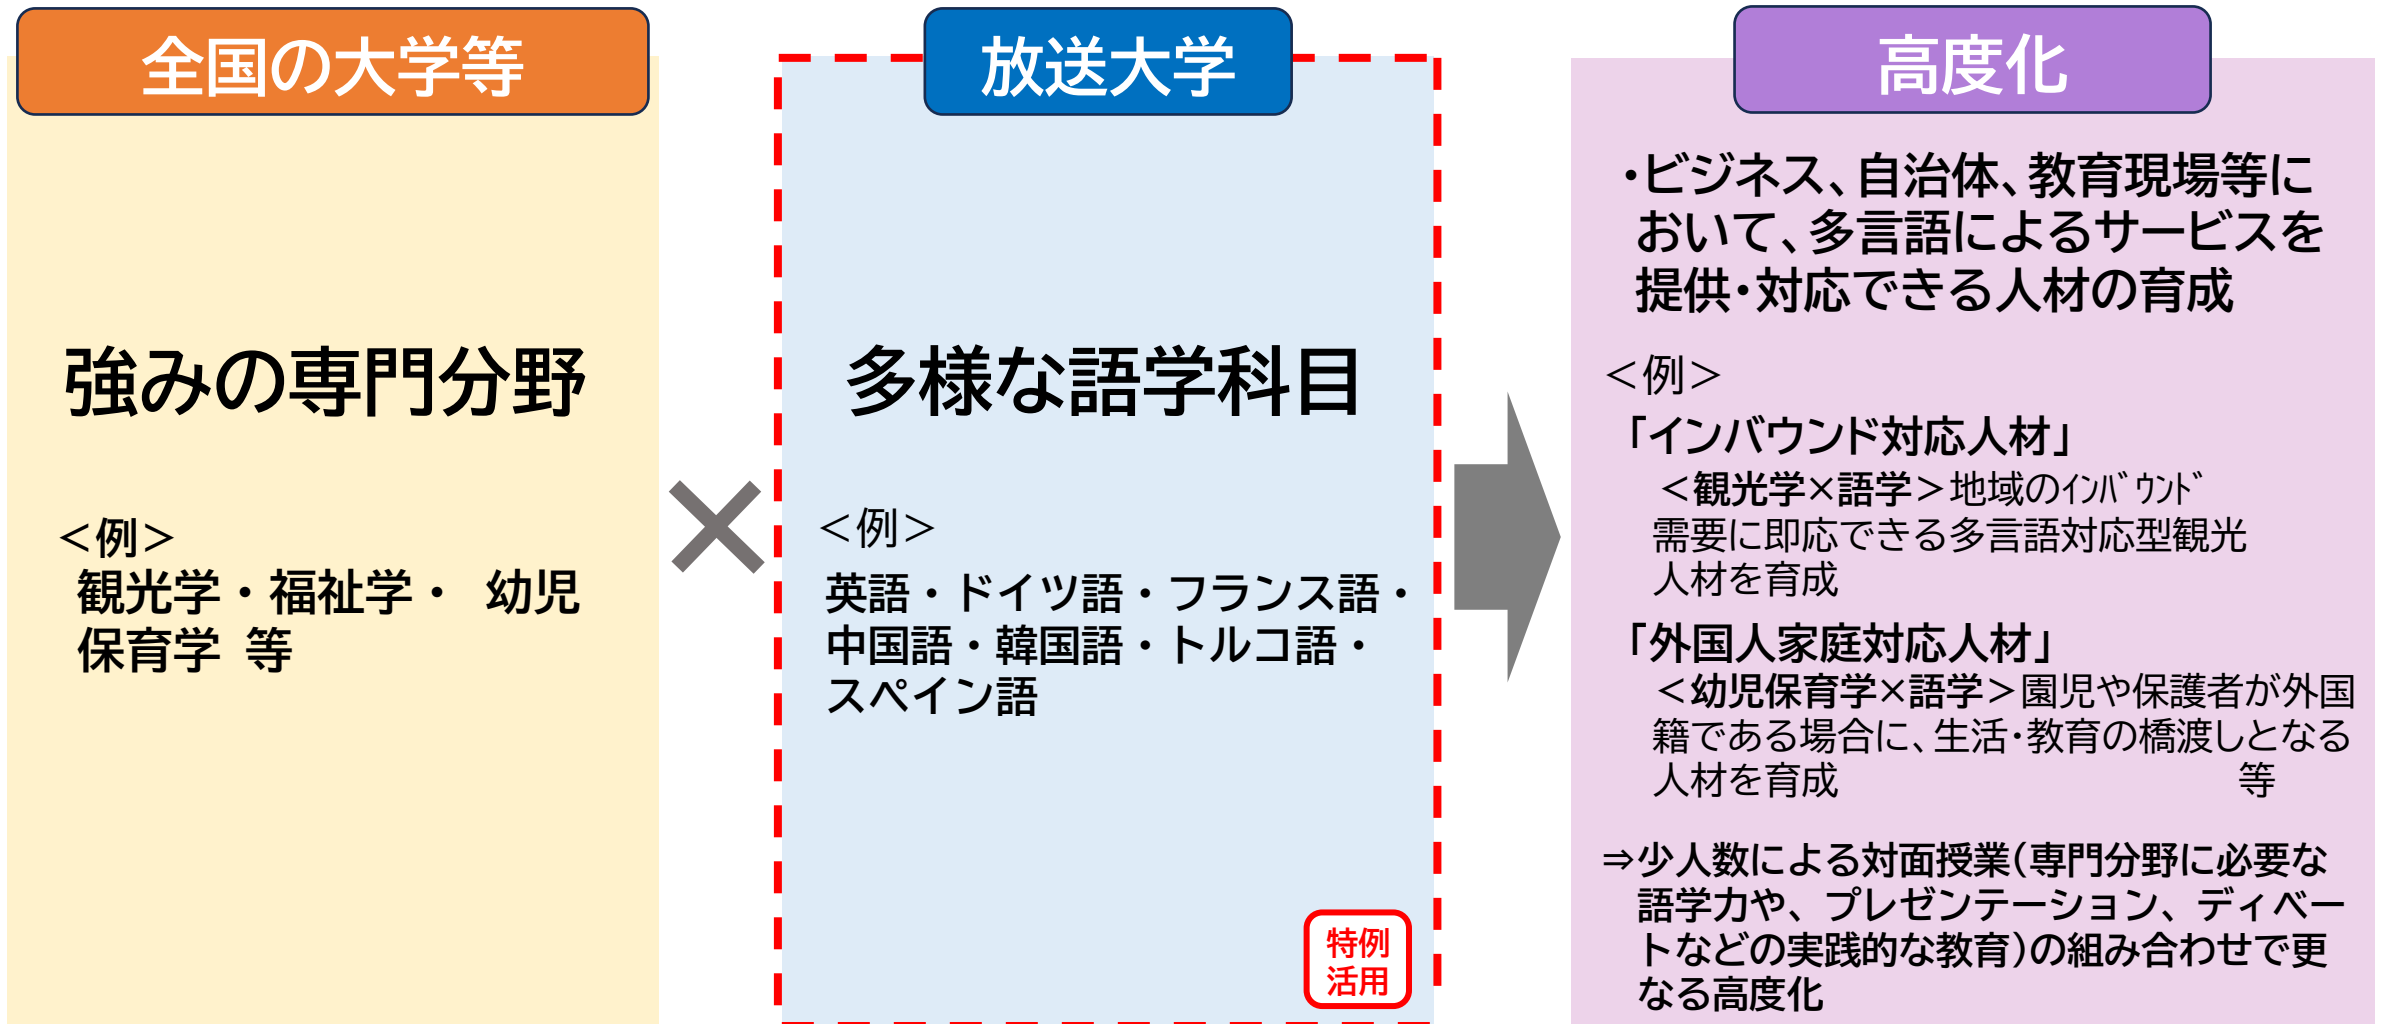 全国の大学等
強みの専門分野
＜例＞
観光学・福祉学・　幼児
保育学 等
×
放送大学
多様な語学科目
＜例＞
英語・ドイツ語・フランス語・
中国語・韓国語・トルコ語・
スペイン語
特例
活用
高度化
・ビジネス、自治体、教育現場等に
おいて、多言語によるサービスを
提供・対応できる人材の育成
＜例＞
「インバウンド対応人材」
＜観光学×語学＞地域のｲﾝﾊﾞｳﾝﾄﾞ
需要に即応できる多言語対応型観光
人材を育成
「外国人家庭対応人材」
＜幼児保育学×語学＞園児や保護者が外国
籍である場合に、生活・教育の橋渡しとなる
人材を育成　　　　　　　　　　　等
⇒少人数による対面授業（専門分野に必要な
語学力や、プレゼンテーション、ディベー
トなどの実践的な教育）の組み合わせで更
なる高度化